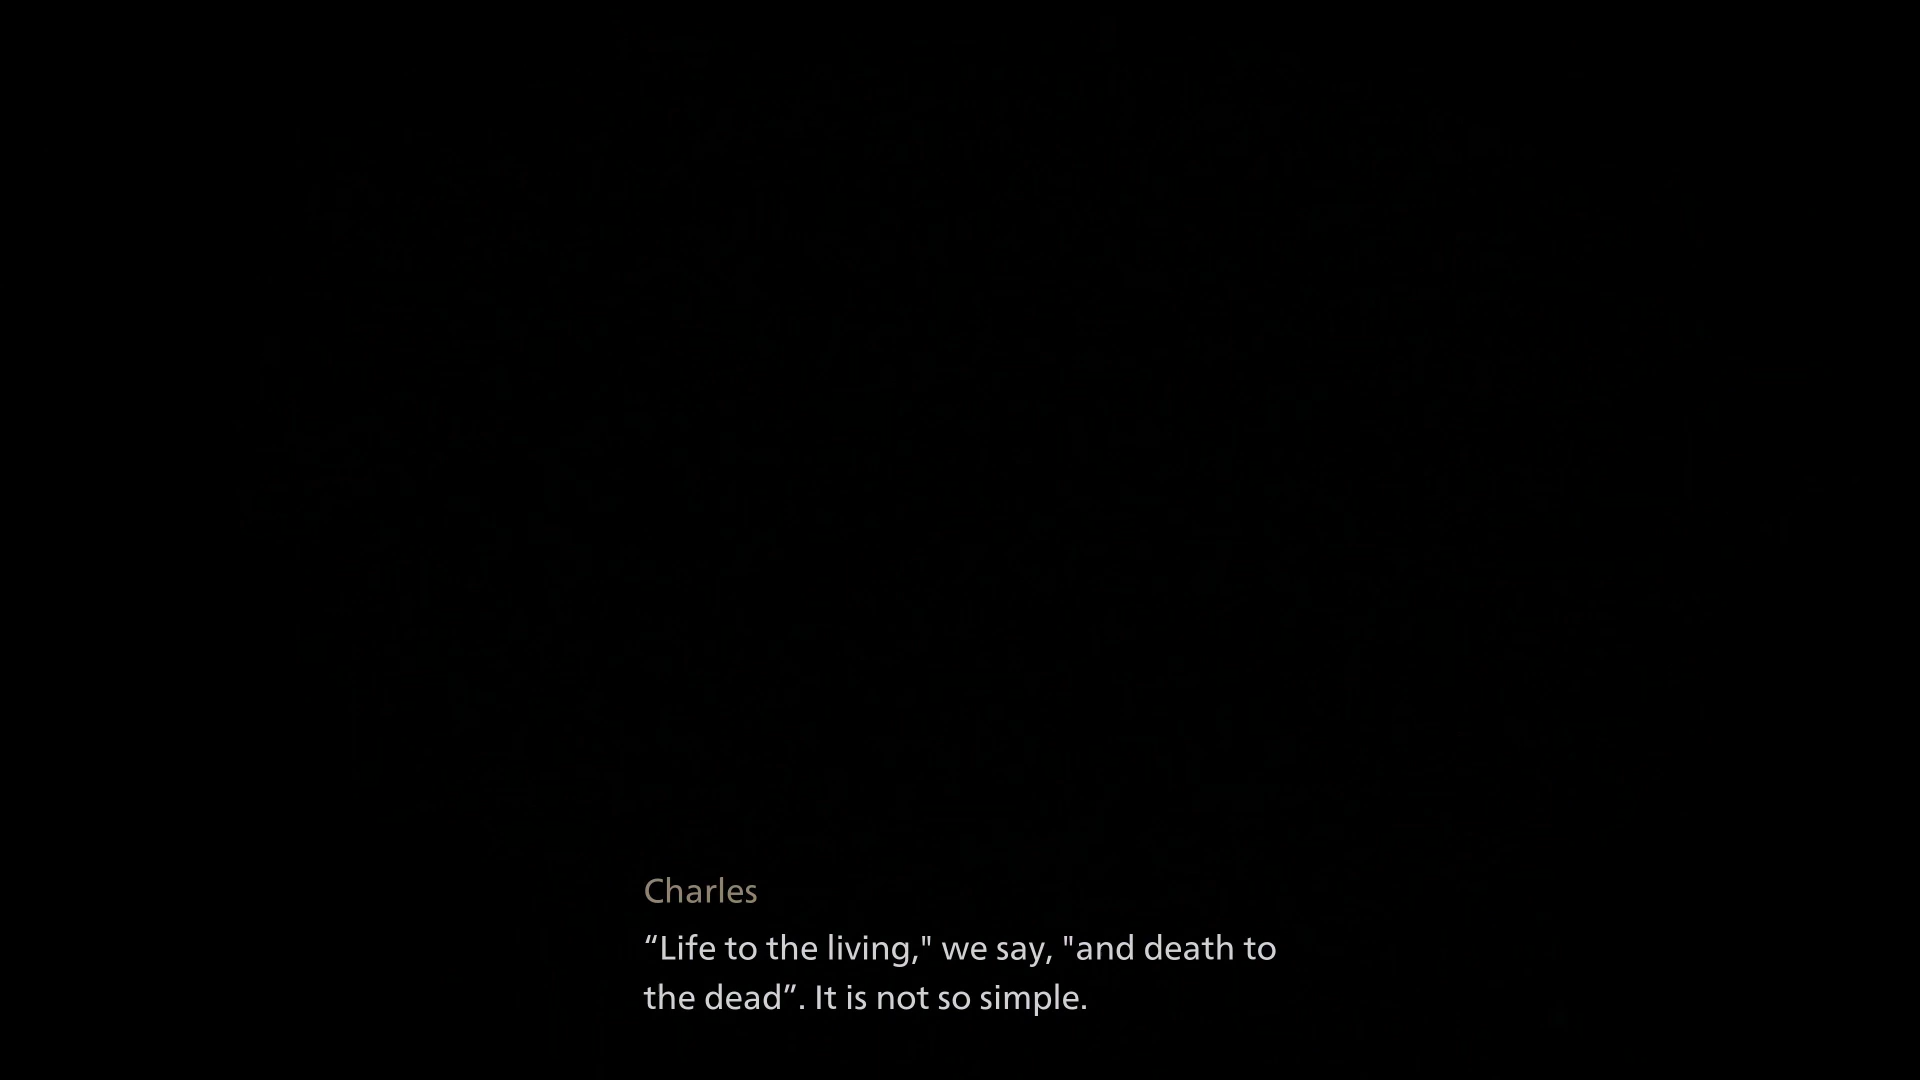 Charles
“Life to the living," we say, "and death to
the dead”. It is not so simple.